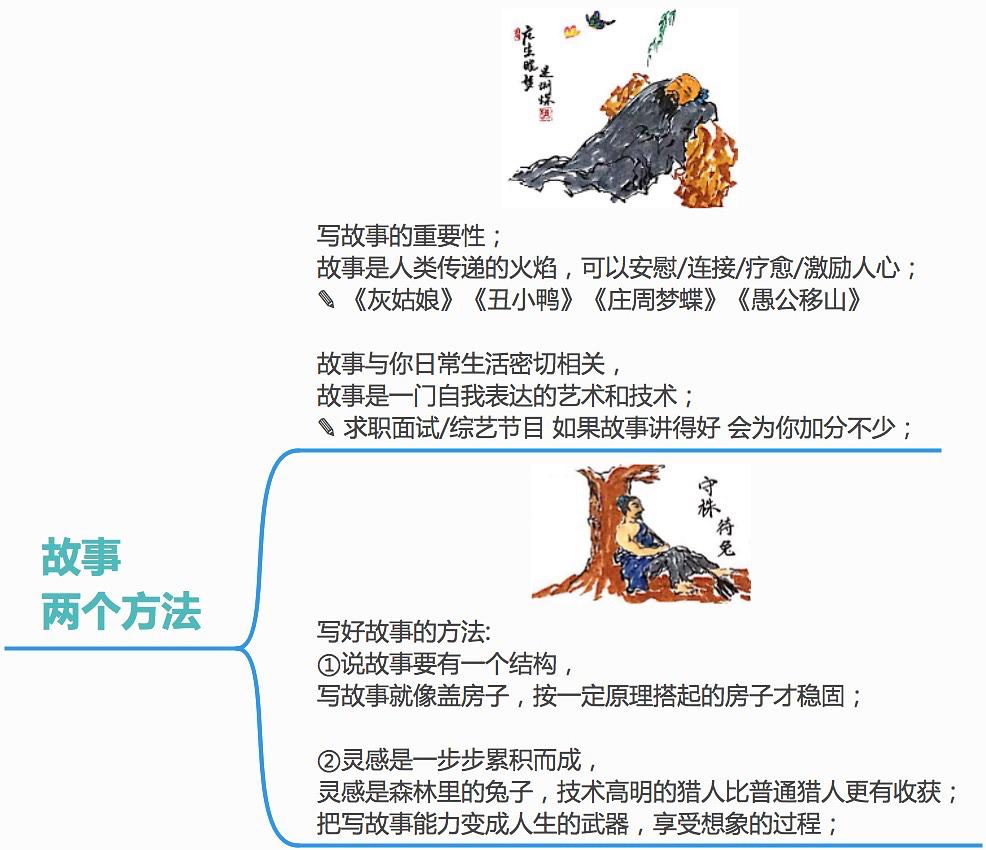 庄生晓梦
是谢蝶
写故事的重要性；
故事是人类传递的火焰，可以安慰/连接/疗愈/激励人心；
✎ 《灰姑娘》《丑小鸭》《庄周梦蝶》《愚公移山》
故事与你日常生活密切相关，
故事是一门自我表达的艺术和技术；
✎ 求职面试/综艺节目 如果故事讲得好 会为你加分不少；
故事
两个方法
守株
待兔
写好故事的方法:
①说故事要有一个结构，
写故事就像盖房子，按一定原理搭起的房子才稳固；
②灵感是一步步累积而成，
灵感是森林里的兔子，技术高明的猎人比普通猎人更有收获；
把写故事能力变成人生的武器，享受想象的过程；